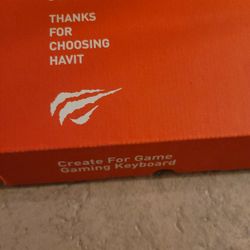 THANKS
FOR
CHOOSING
HAVIT
Create For Game
Gaming Keyboard